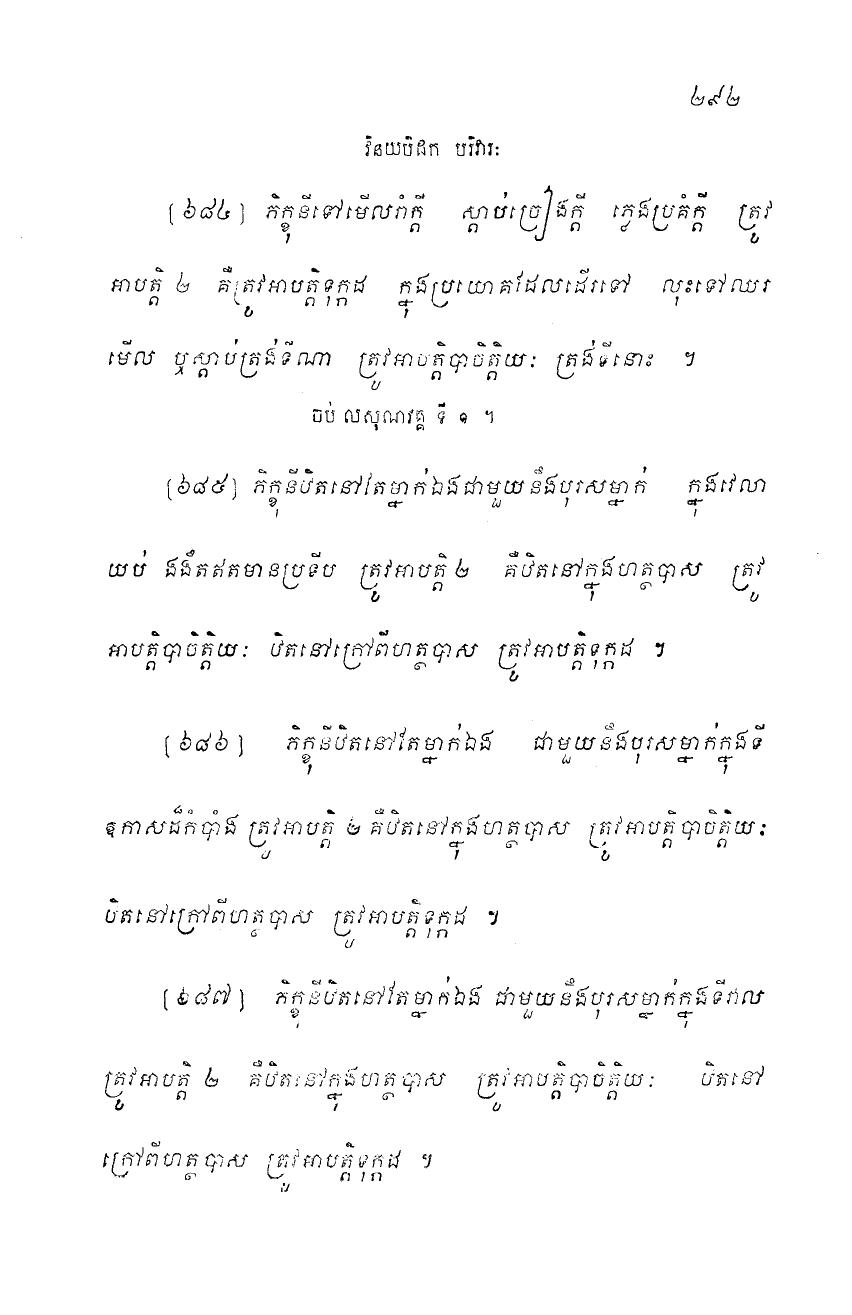 ២៩២
វិនយបិដក បរិវារៈ
[៦៨៤] ភិក្ខុនីទៅមើលរាំក្តី ស្តាប់ច្រៀងក្តី ភ្លេងប្រគំក្តី ត្រូវ
អាបត្តិ ២ គឺត្រូវអាបត្តិទុក្កដ ក្នុងប្រយោគដែលដើរទៅ លុះទៅឈរ
មើល ឬស្តាប់ត្រង់ទីណា ត្រូវអាបត្តិបាចិត្តិយៈ ត្រង់ទីនោះ ។
ចប់ លសុណវគ្គ ទី ១ ។
[៦៨៥] ភិក្ខុនីឋិតនៅតែម្នាក់ឯងជាមួយនឹងបុរសម្នាក់ ក្នុងវេលា
យប់ ងងឹតឥតមានប្រទីប ត្រូវអាបត្តិ ២ គឺឋិតនៅក្នុងហត្ថបាស ត្រូវ
អាបត្តិបាចិត្តិយៈ ឋិតនៅក្រៅពីហត្ថបាស ត្រូវអាបត្តិទុក្កដ ។
[៦៨៦] ភិក្ខុនីឋិតនៅតែម្នាក់ឯង ជាមួយនឹងបុរសម្នាក់ក្នុងទី
ឱកាសដ៏កំបាំង ត្រូវអាបត្តិ ២ គឺឋិតនៅក្នុងហត្ថបាស ត្រូវអាបត្តិបាចិត្តិយៈ
ឋិតនៅក្រៅពីហត្ថបាស ត្រូវអាបត្តិទុក្កដ ។
[៦៨៧] ភិក្ខុនីឋិតនៅតែម្នាក់ឯង ជាមួយនឹងបុរសម្នាក់ក្នុងទីវាល
ត្រូវអាបត្តិ ២ គឺឋិតនៅក្នុងហត្ថបាស ត្រូវអាបត្តិបាចិត្តិយៈ ឋិតនៅ
ក្រៅពីហត្ថបាស ត្រូវអាបត្តិទុក្កដ ។